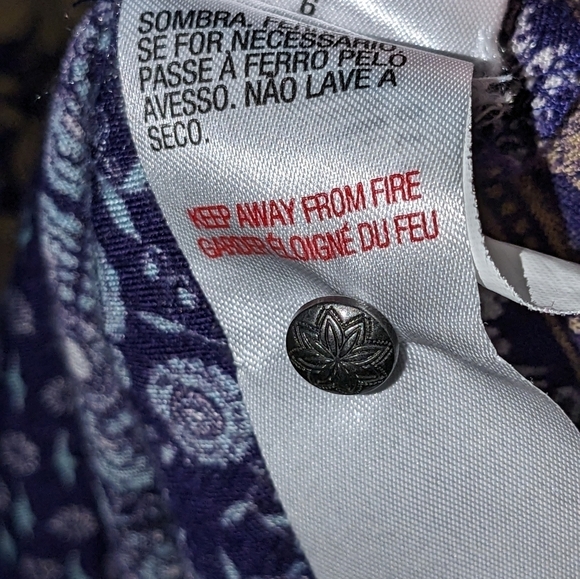 6
SOMBRA.
SE FOR NECESSÁRIO,
PASSE A FERRO PELO
AVESSO. NÃO LAVE A
SECO.
KEEP AWAY FROM FIRE
GARDER ÉLOIGNÉ DU FEU